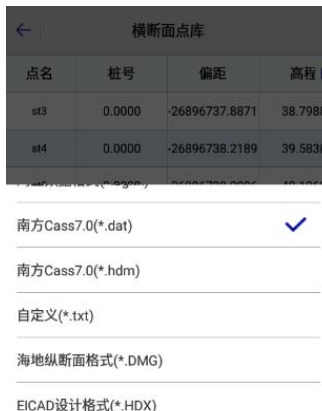 横断面点库
点名 桩号 偏距 高程
st3 0.0000 -26896737.8871 38.798
st4 0.0000 -26896738.2189 39.583
南方Cass7.0(*.dat)
南方Cass7.0(*.hdm)
自定义(*.txt)
海地纵断面格式(*.DMG)
EICAD设计格式(*.HDX)